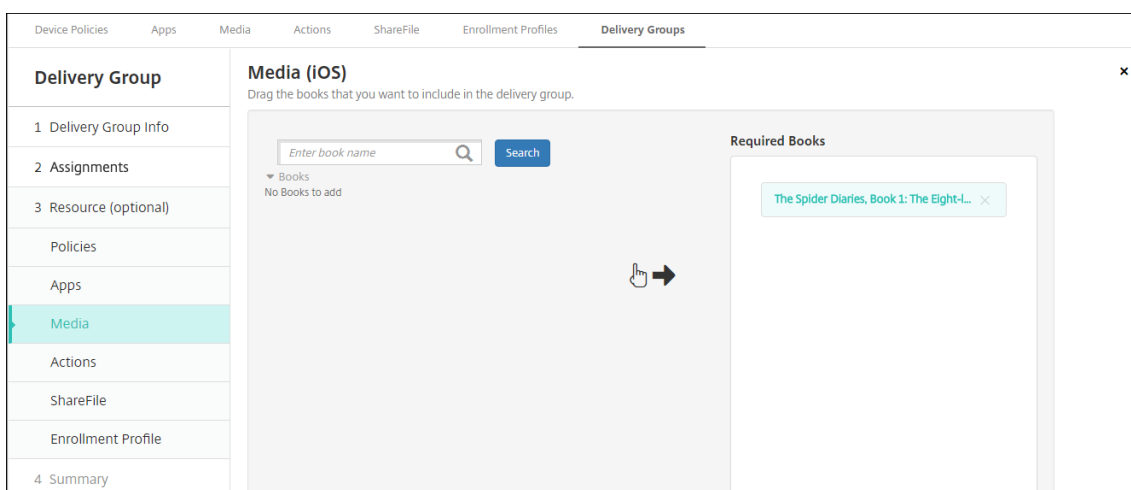 Device Policies Apps Media Actions ShareFile Enrollment Profiles Delivery Groups
Delivery Group
1 Delivery Group Info
2 Assignments
3 Resource (optional)
Policies
Apps
Media
Actions
ShareFile
Enrollment Profile
4 Summary
Media (iOS)
Drag the books that you want to include in the delivery group.
Enter book name
Search
Books
No Books to add
Required Books
The Spider Diaries, Book 1: The Eight-l...